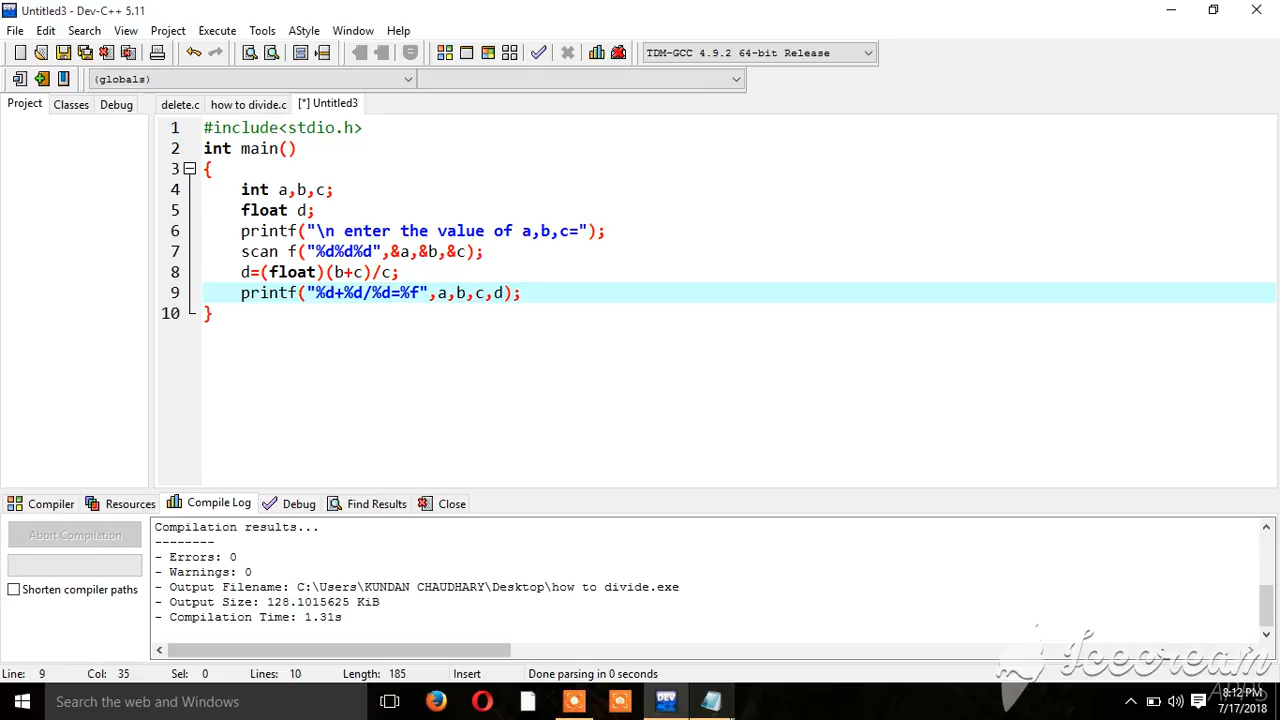 Untitled3 - Dev-C++ 5.11
File Edit Search View Project Execute Tools AStyle Window Help
TDM-GCC 4.9.2 64-bit Release
(globals)
Project Classes Debug
delete.c how to divide.c [*] Untitled3
1 #include<stdio.h>
2 int main()
3 {
4 int a,b,c;
5 float d;
6 printf("\n enter the value of a,b,c=");
7 scan f("%d%d%d",&a,&b,&c);
8 d=(float)(b+c)/c;
9 printf("%d+%d/%d=%f",a,b,c,d);
10 }
Compiler Resources Compile Log Debug Find Results Close
Abort Compilation
Shorten compiler paths
Compilation results...
--------
- Errors: 0
- Warnings: 0
- Output Filename: C:\Users\KUNDAN CHAUDHARY\Desktop\how to divide.exe
- Output Size: 128.1015625 KiB
- Compilation Time: 1.31s
Line: 9 Col: 35 Sel: 0 Lines: 10 Length: 185 Insert Done parsing in 0 seconds
Icecream
APPS
Search the web and Windows
DEV
8:12 PM
7/17/2018